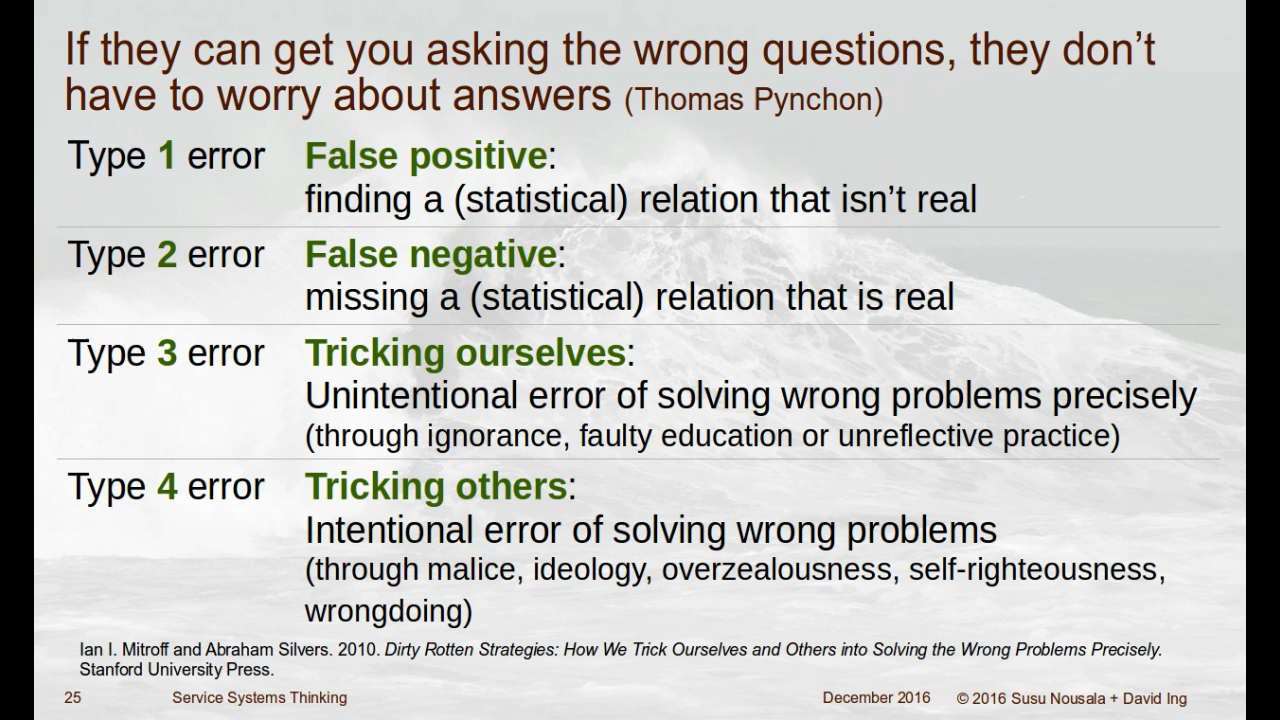 If they can get you asking the wrong questions, they don’t
have to worry about answers (Thomas Pynchon)
Type 1 error
False positive:
finding a (statistical) relation that isn’t real
Type 2 error
False negative:
missing a (statistical) relation that is real
Type 3 error
Tricking ourselves:
Unintentional error of solving wrong problems precisely
(through ignorance, faulty education or unreflective practice)
Type 4 error
Tricking others:
Intentional error of solving wrong problems
(through malice, ideology, overzealousness, self-righteousness,
wrongdoing)
Ian I. Mitroff and Abraham Silvers. 2010. Dirty Rotten Strategies: How We Trick Ourselves and Others into Solving the Wrong Problems Precisely.
Stanford University Press.
25 Service Systems Thinking December 2016 © 2016 Susu Nousala + David Ing